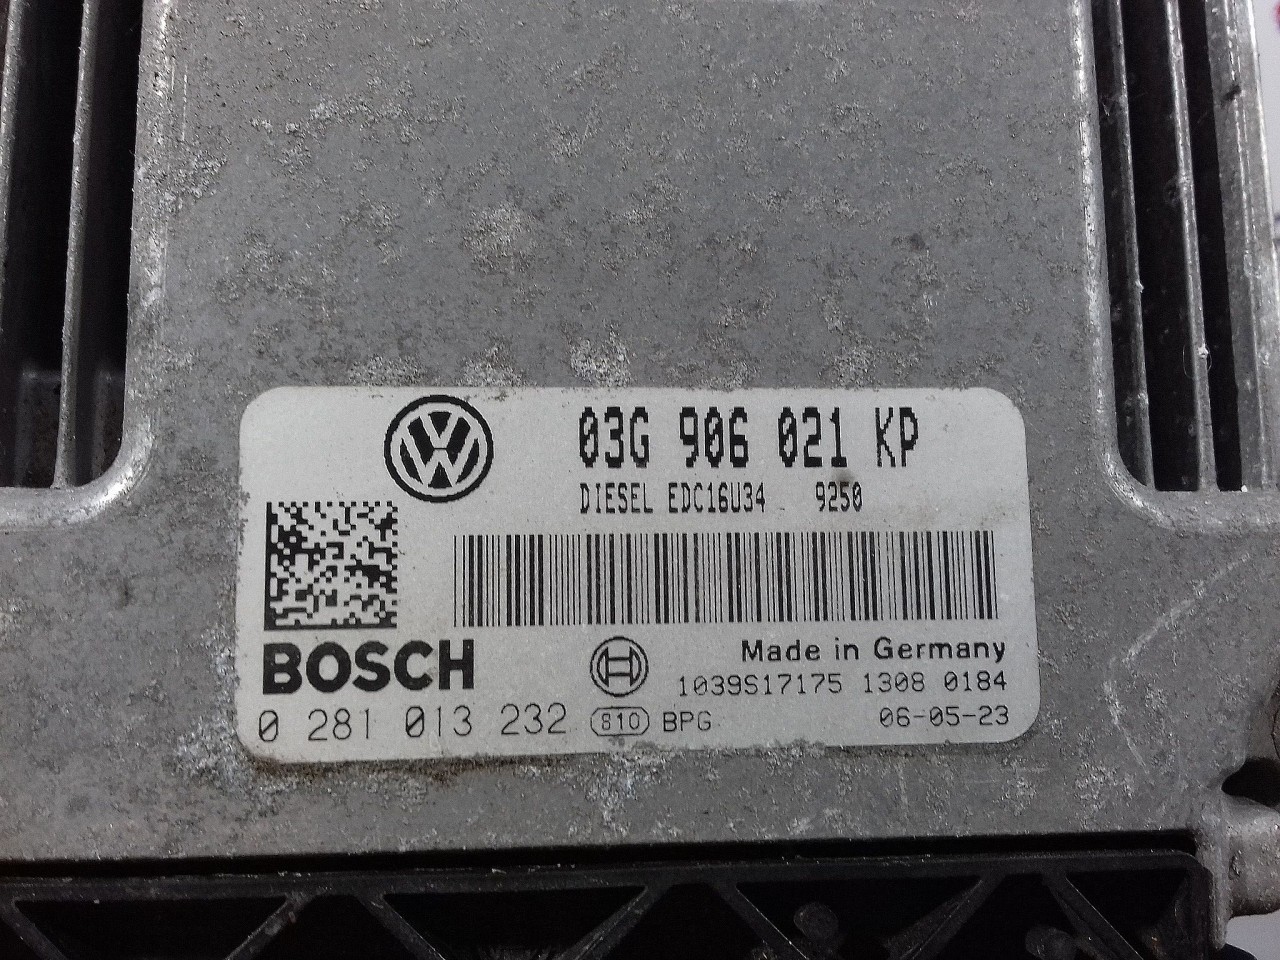 03G 906 021 KP
DIESEL EDC16U34 9250
BOSCH
Made in Germany
1039S17175 1308 0184
0 281 013 232 810 BPG 06-05-23